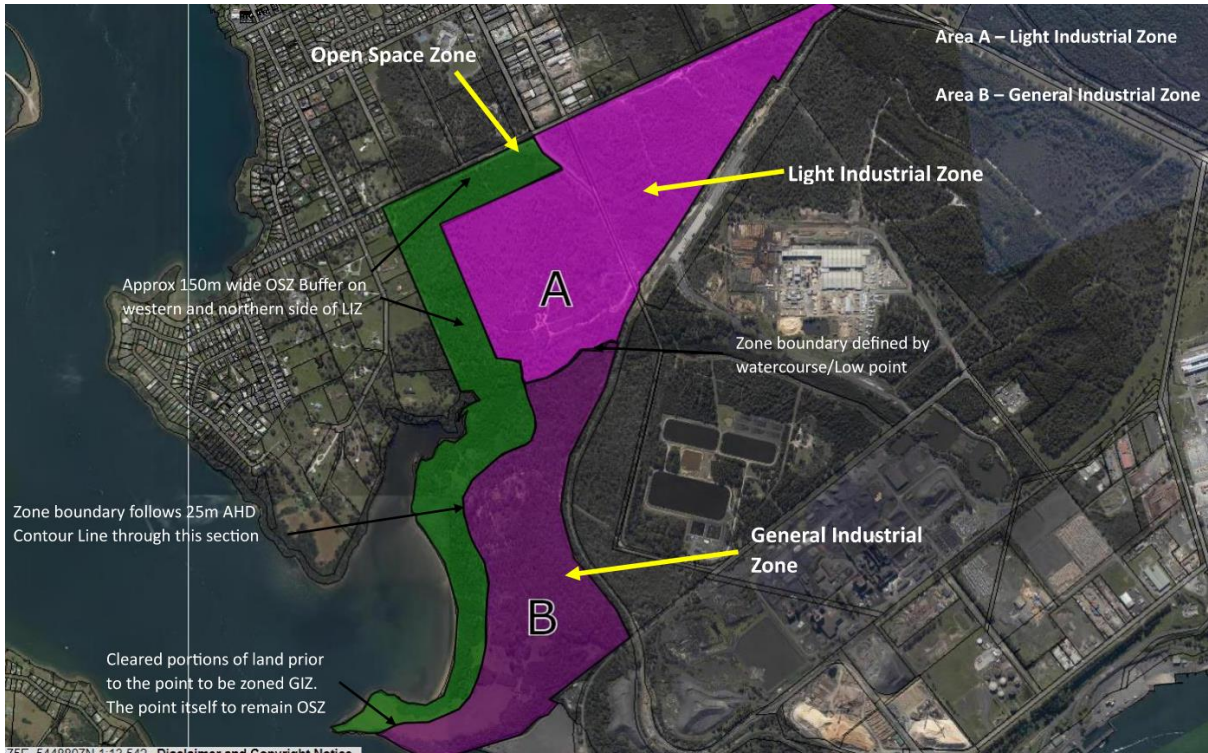 Open Space Zone
Area A – Light Industrial Zone
Area B – General Industrial Zone
Light Industrial Zone
Approx 150m wide OSZ Buffer on
western and northern side of LIZ
A
Zone boundary defined by
watercourse/Low point
Zone boundary follows 25m AHD
Contour Line through this section
General Industrial
Zone
B
Cleared portions of land prior
to the point to be zoned GIZ.
The point itself to remain OSZ
Disclaimer and Copyright Notice